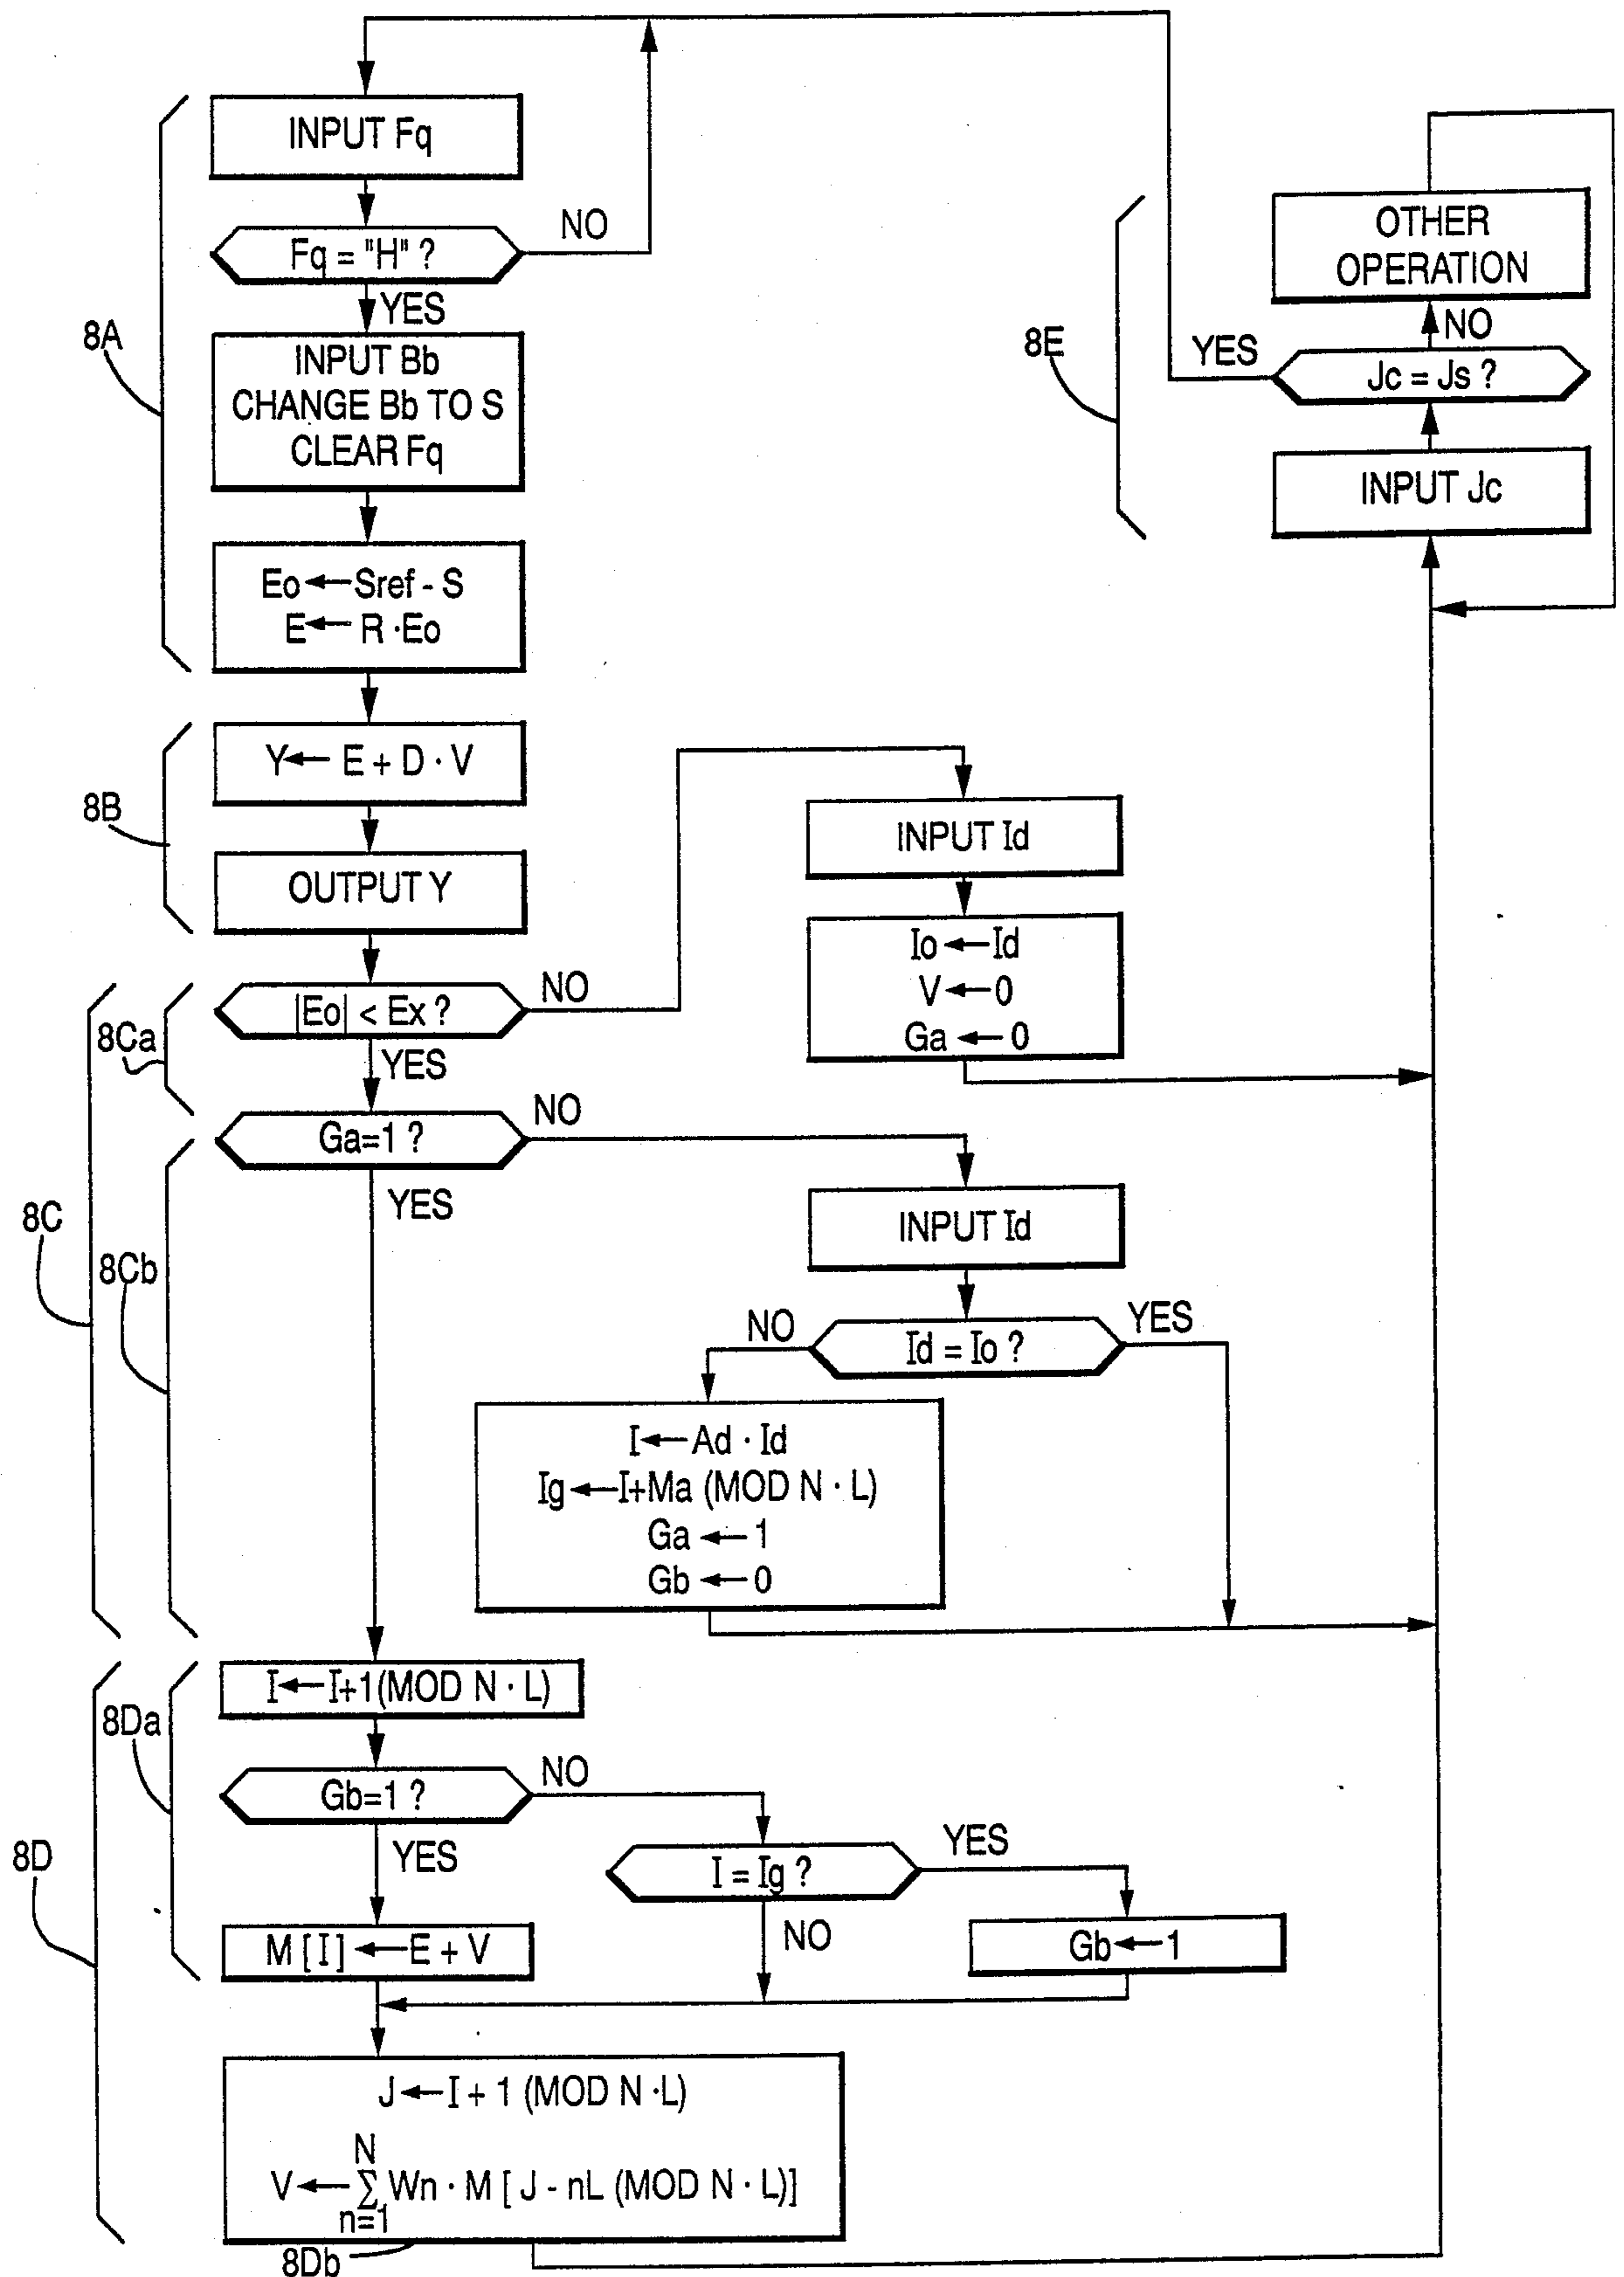 INPUT Fq
Fq = "H" ?
NO
YES
INPUT Bb
CHANGE Bb TO S
CLEAR Fq
Eo←Sref - S
E← R ·Eo
8A
Y← E + D · V
OUTPUT Y
8B
|Eo| < Ex ?
NO
YES
8Ca
INPUT Id
Io ←Id
V ←0
Ga ← 0
Ga=1 ?
NO
YES
8C
8Cb
INPUT Id
Id = Io ?
NO
YES
I←Ad · Id
Ig←I+Ma (MOD N · L)
Ga ← 1
Gb ← 0
I←I+1(MOD N · L)
8Da
Gb=1 ?
NO
YES
I = Ig ?
YES
NO
Gb←1
8D
M [ I ] ←E + V
J←I + 1 (MOD N ·L)
V← N Σ n=1 Wn · M [ J - nL (MOD N · L)]
8Db
OTHER
OPERATION
NO
YES
Jc = Js ?
INPUT Jc
8E